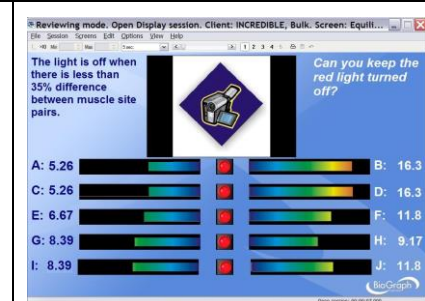 Reviewing mode. Open Display session. Client: INCREDIBLE, Bulk. Screen: Equili...
File Session Screens Edit Options View Help
1 2 3 4
The light is off when
there is less than
35% difference
between muscle site
pairs.
Can you keep the
red light turned
off?
A: 5.26 B: 16.3
C: 5.26 D: 16.3
E: 6.67 F: 11.8
G: 8.39 H: 9.17
I: 8.39 J: 11.8
BioGraph